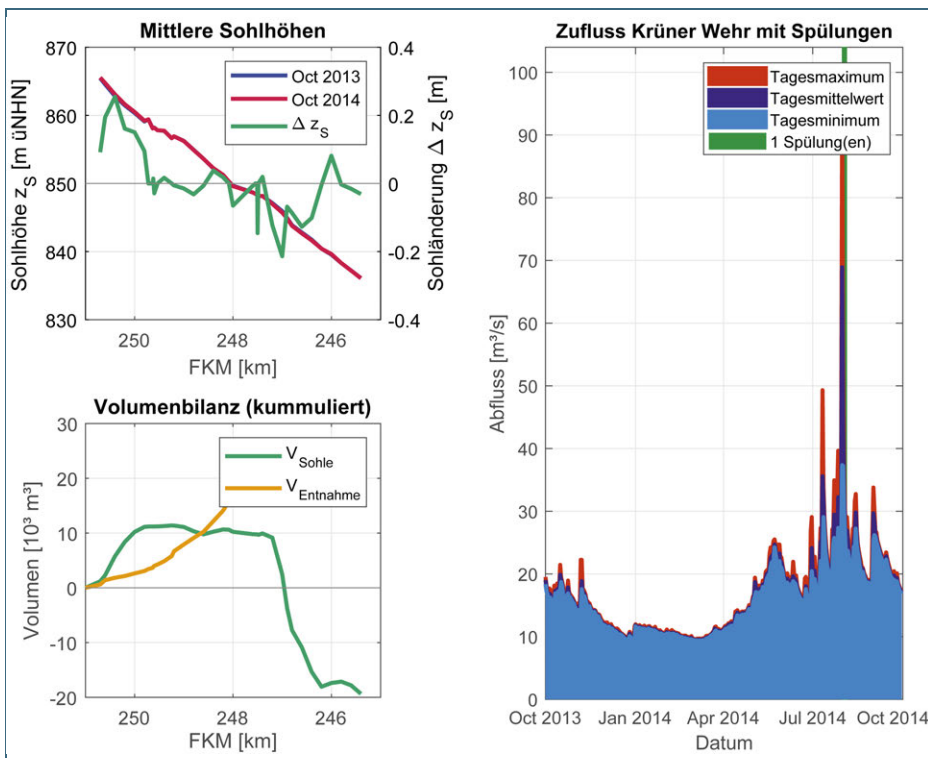 Mittlere Sohlhöhen
Sohlhöhe z_S [m üNHN]
870
860
850
840
830
Oct 2013
Oct 2014
Δ z_S
0.4
0.2
0
-0.2
-0.4
Sohländerung Δ z_S [m]
250
248
246
FKM [km]
Volumenbilanz (kummuliert)
Volumen [10³ m³]
30
20
10
0
-10
-20
V_Sohle
V_Entnahme
250
248
246
FKM [km]
Zufluss Krüner Wehr mit Spülungen
Abfluss [m³/s]
100
90
80
70
60
50
40
30
20
10
0
Tagesmaximum
Tagesmittelwert
Tagesminimum
1 Spülung(en)
Oct 2013
Jan 2014
Apr 2014
Jul 2014
Oct 2014
Datum